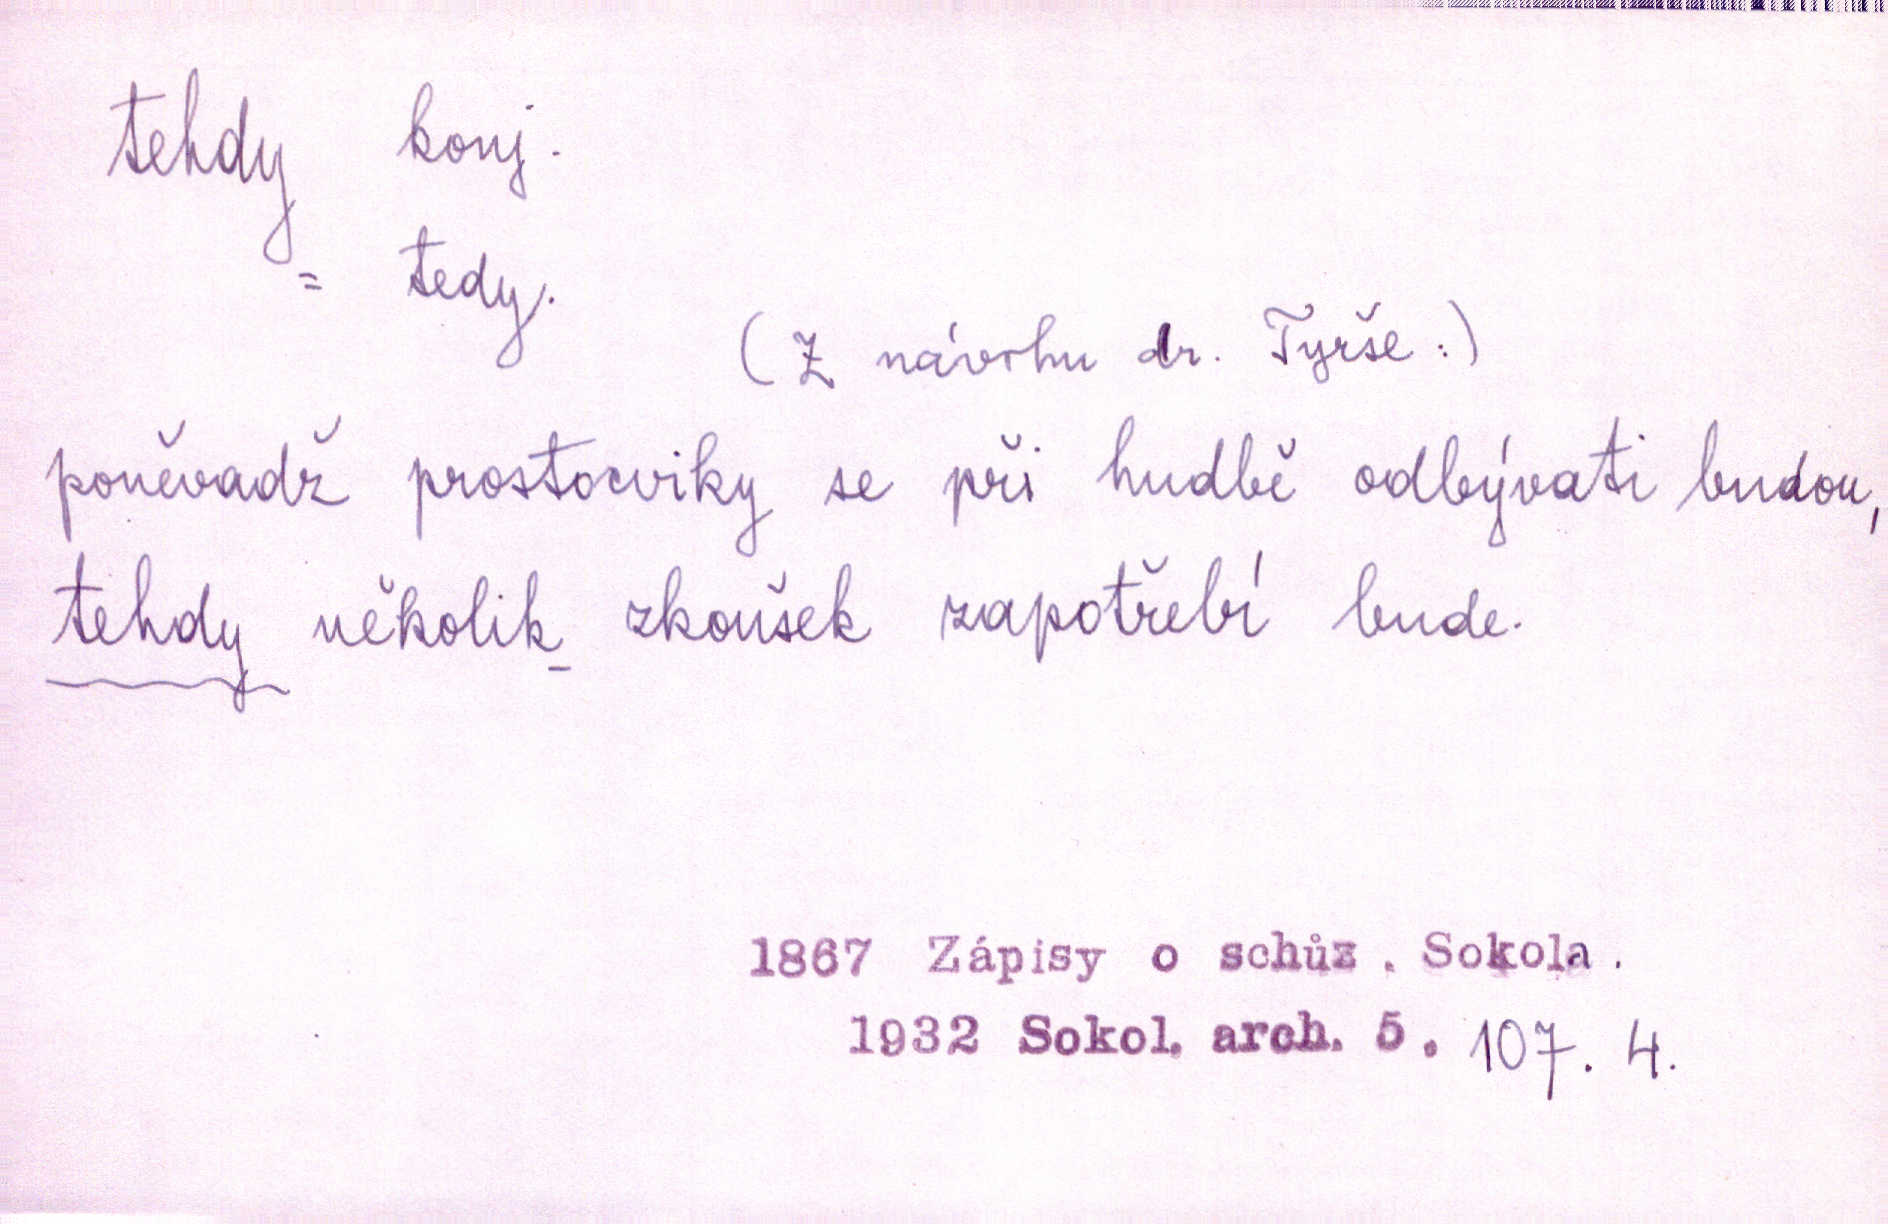 tehdy konj.
= tedy.
(Z návrhu dr. Tyrše:)
poněvadž prostocviky se při hudbě odbývati budou,
tehdy několik zkoušek zapotřebí bude.
1867 Zápisy o schůz. Sokola.
1932 Sokol. arch. 5. 107. 4.